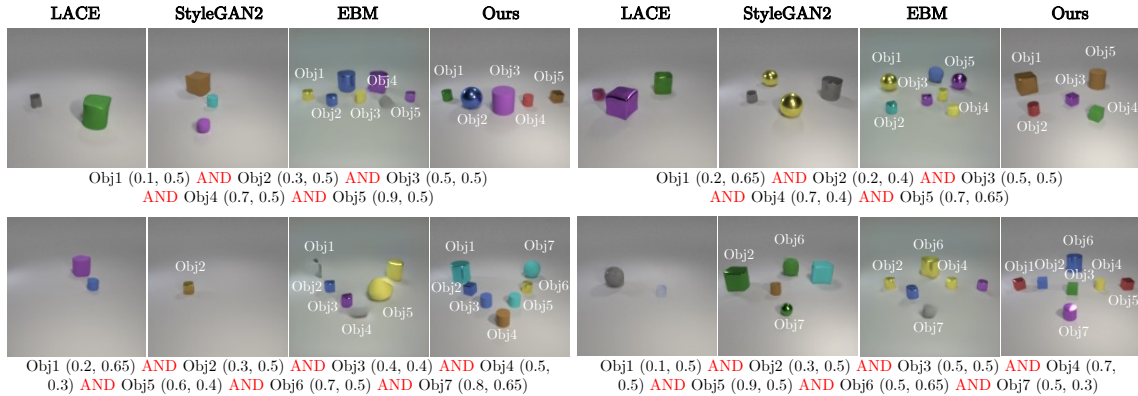 LACE StyleGAN2 EBM Ours LACE StyleGAN2 EBM Ours
Obj1 Obj4 Obj2 Obj3 Obj5
Obj1 Obj3 Obj5 Obj2 Obj4
Obj1 Obj5 Obj3 Obj2 Obj4
Obj1 Obj5 Obj3 Obj2 Obj4
Obj1 (0.1, 0.5) AND Obj2 (0.3, 0.5) AND Obj3 (0.5, 0.5)
AND Obj4 (0.7, 0.5) AND Obj5 (0.9, 0.5)
Obj1 (0.2, 0.65) AND Obj2 (0.2, 0.4) AND Obj3 (0.5, 0.5)
AND Obj4 (0.7, 0.4) AND Obj5 (0.7, 0.65)
Obj2
Obj1 Obj2 Obj3 Obj4 Obj5
Obj1 Obj7 Obj2 Obj6 Obj3 Obj5 Obj4
Obj2 Obj6 Obj7
Obj6 Obj2 Obj4 Obj7
Obj6 Obj1 Obj2 Obj4 Obj3 Obj5 Obj7
Obj1 (0.2, 0.65) AND Obj2 (0.3, 0.5) AND Obj3 (0.4, 0.4) AND Obj4 (0.5,
0.3) AND Obj5 (0.6, 0.4) AND Obj6 (0.7, 0.5) AND Obj7 (0.8, 0.65)
Obj1 (0.1, 0.5) AND Obj2 (0.3, 0.5) AND Obj3 (0.5, 0.5) AND Obj4 (0.7,
0.5) AND Obj5 (0.9, 0.5) AND Obj6 (0.5, 0.65) AND Obj7 (0.5, 0.3)